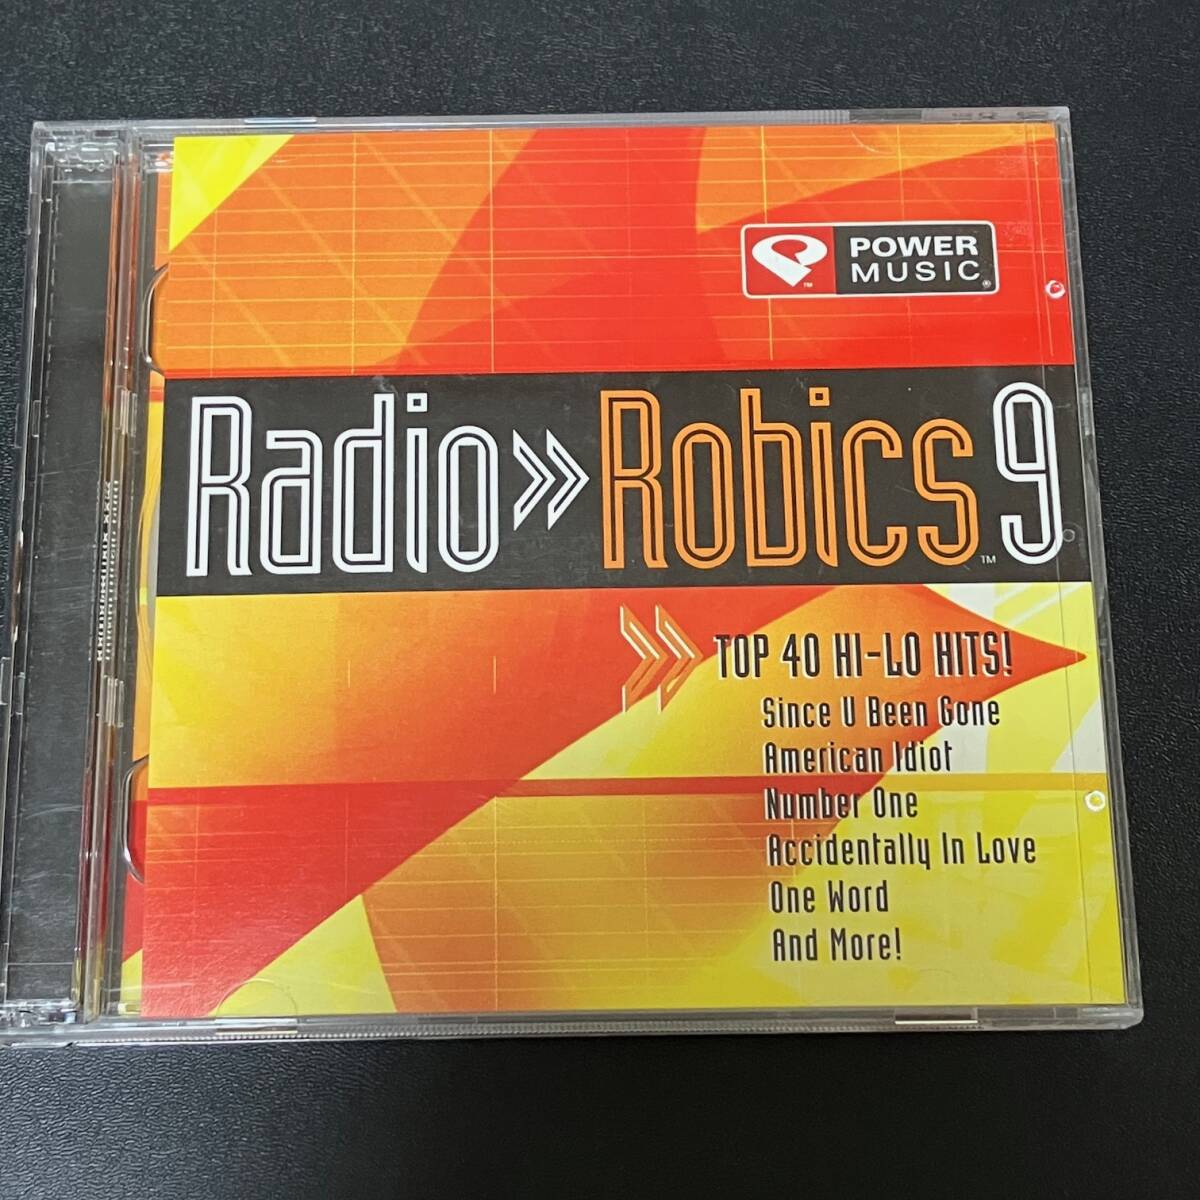 POWER
MUSIC®
Radio»Robics™ 9
» TOP 40 HI-LO HITS!
Since U Been Gone
American Idiot
Number One
Accidentally In Love
One Word
And More!